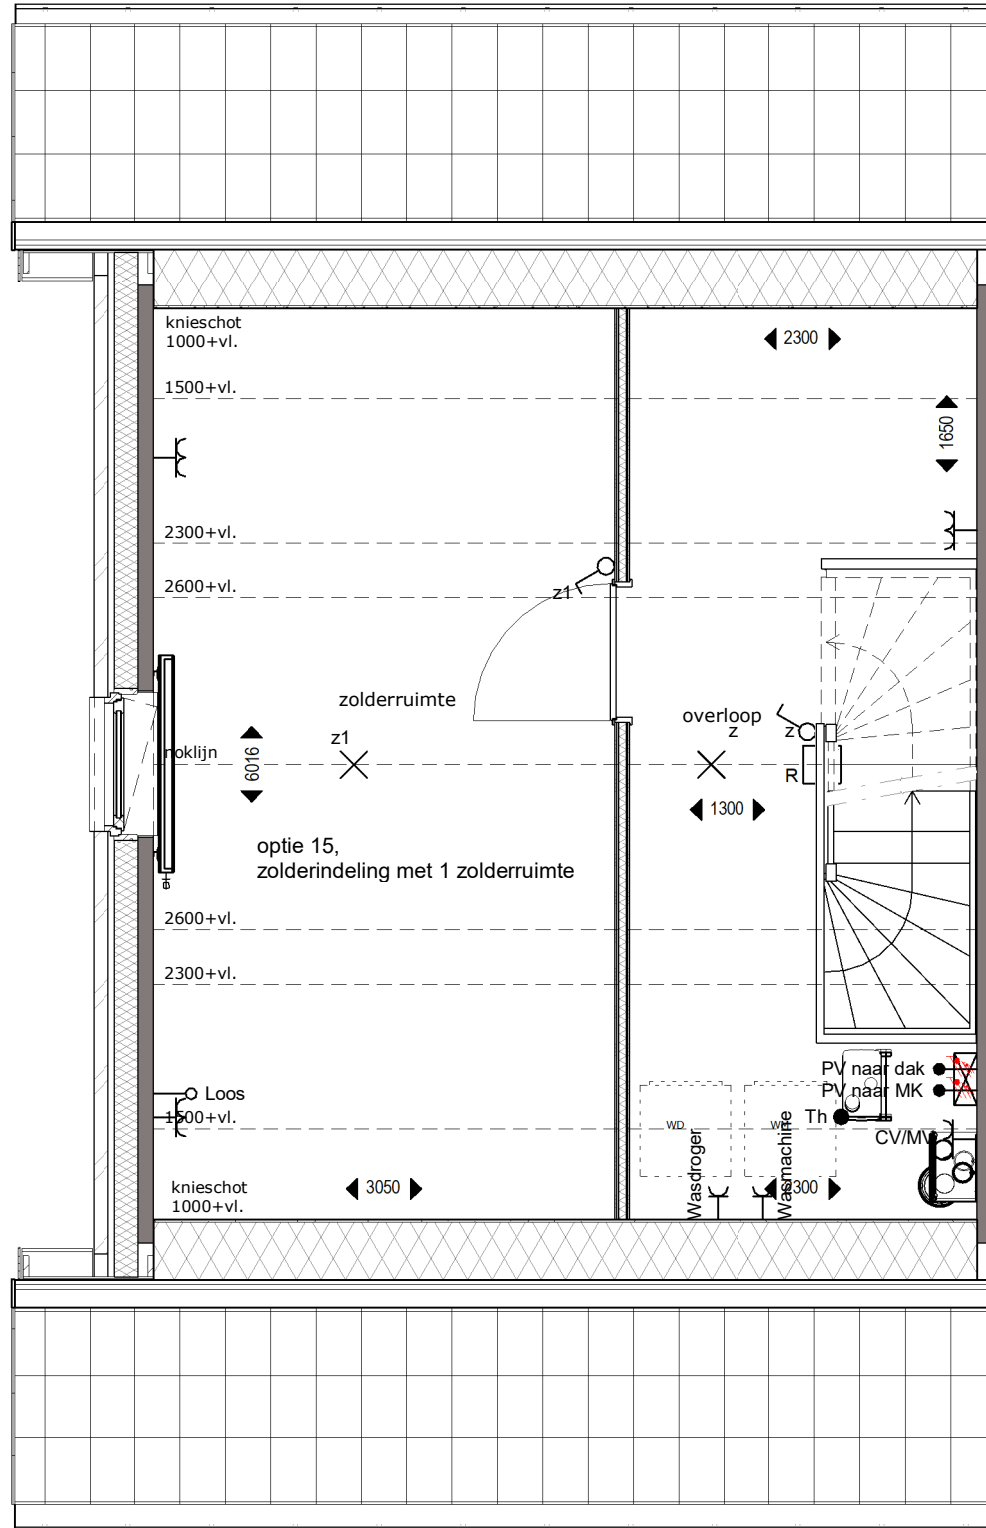 knieschot
1000+vl.
2300
1500+vl.
1650
2300+vl.
2600+vl.
z1
zolderruimte
overloop
z
z
z1
noklijn
6016
R
1300
optie 15,
zolderindeling met 1 zolderruimte
2600+vl.
2300+vl.
PV naar dak
PV naar MK
Loos
1500+vl.
Th
WD
WM
CV/MV
Wasdroger
Wasmachine
knieschot
1000+vl.
3050
2300